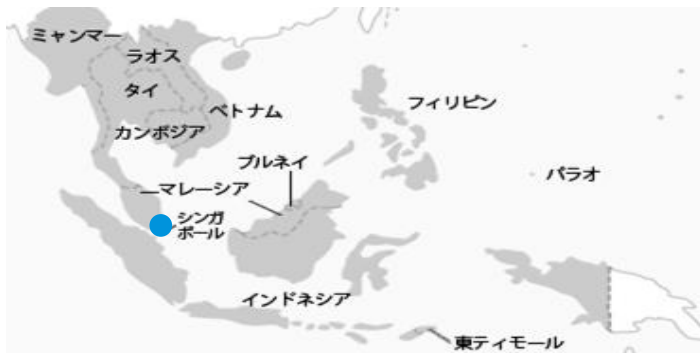 ミャンマー
ラオス
タイ
ベトナム
カンボジア
フィリピン
ブルネイ
マレーシア
パラオ
シンガ
ポール
インドネシア
東ティモール